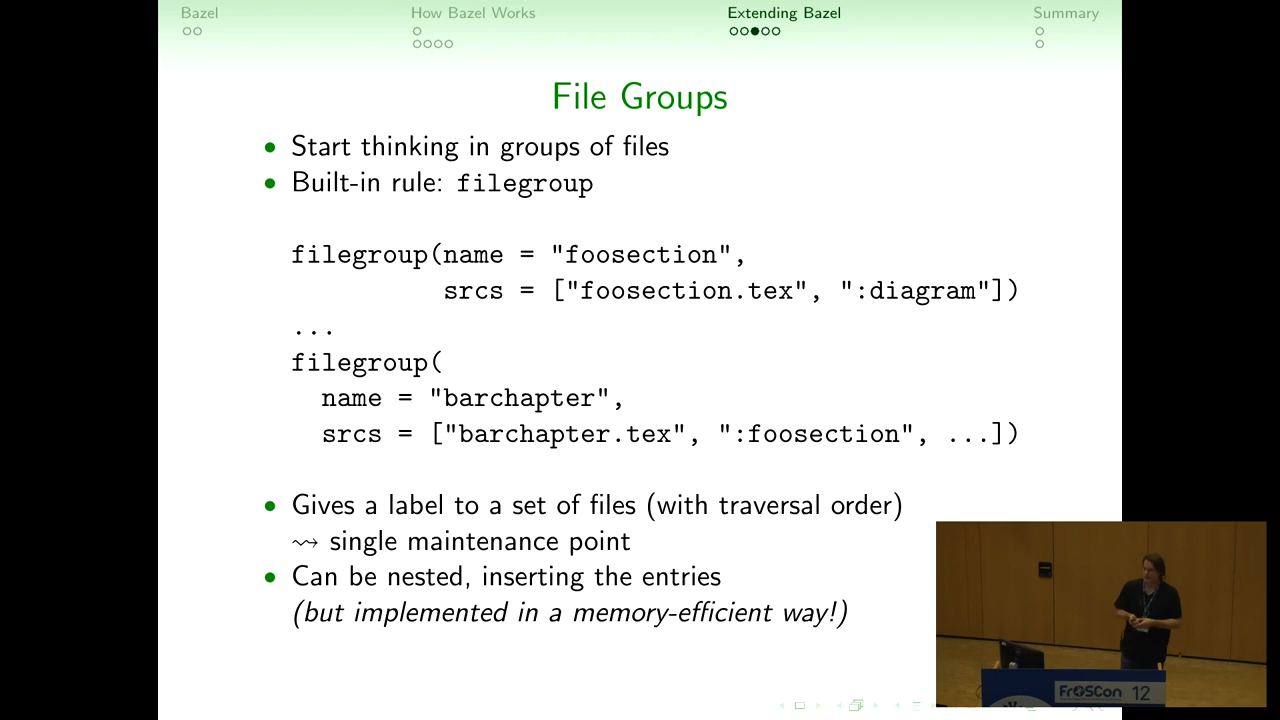 Bazel
How Bazel Works
Extending Bazel
Summary
File Groups
• Start thinking in groups of files
• Built-in rule: filegroup
filegroup(name = "foosection",
srcs = ["foosection.tex", ":diagram"])
...
filegroup(
name = "barchapter",
srcs = ["barchapter.tex", ":foosection", ...])
• Gives a label to a set of files (with traversal order)
⇝ single maintenance point
• Can be nested, inserting the entries
(but implemented in a memory-efficient way!)
FrOSCon 12